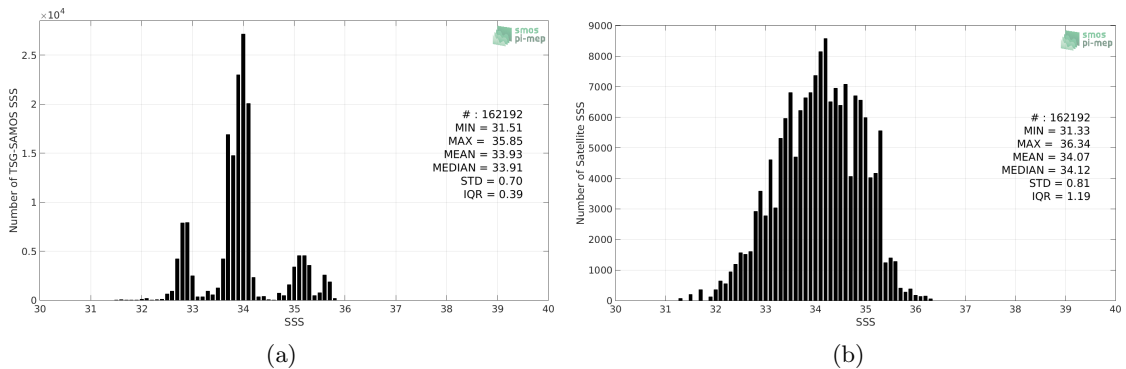 ×10⁴
2.5
2
1.5
1
0.5
0
Number of TSG-SAMOS SSS
30 31 32 33 34 35 36 37 38 39 40
SSS
smos
pi-mep
# : 162192
MIN = 31.51
MAX = 35.85
MEAN = 33.93
MEDIAN = 33.91
STD = 0.70
IQR = 0.39
(a)
9000
8000
7000
6000
5000
4000
3000
2000
1000
0
Number of Satellite SSS
30 31 32 33 34 35 36 37 38 39 40
SSS
smos
pi-mep
# : 162192
MIN = 31.33
MAX = 36.34
MEAN = 34.07
MEDIAN = 34.12
STD = 0.81
IQR = 1.19
(b)